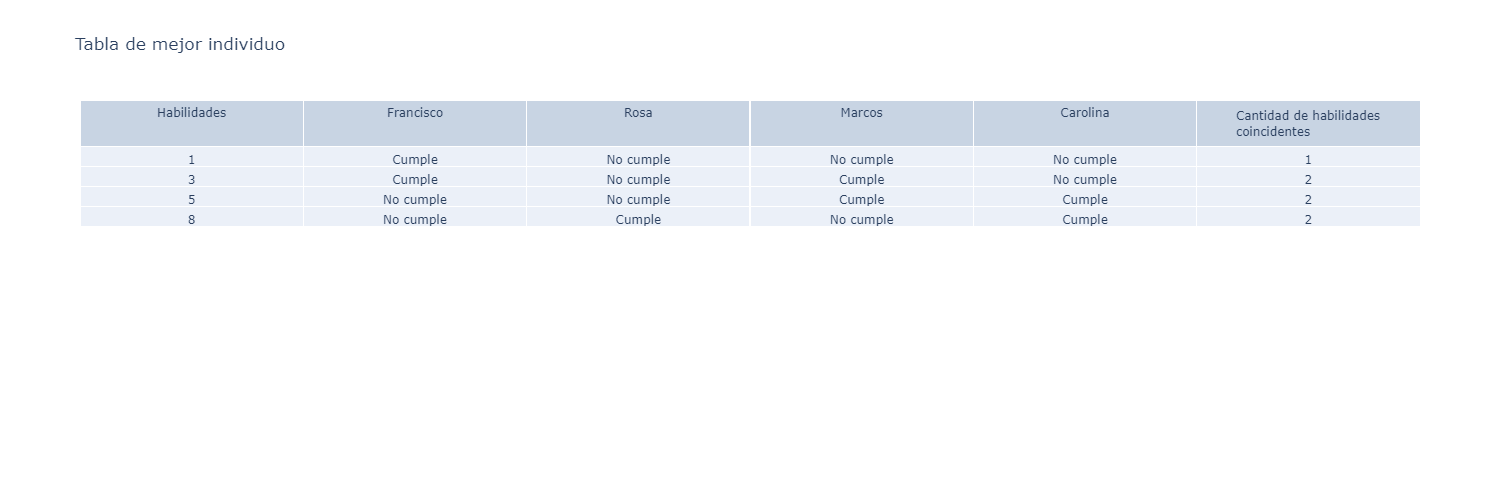 Tabla de mejor individuo
Habilidades Francisco Rosa Marcos Carolina Cantidad de habilidades
coincidentes
1 Cumple No cumple No cumple No cumple 1
3 Cumple No cumple Cumple No cumple 2
5 No cumple No cumple Cumple Cumple 2
8 No cumple Cumple No cumple Cumple 2